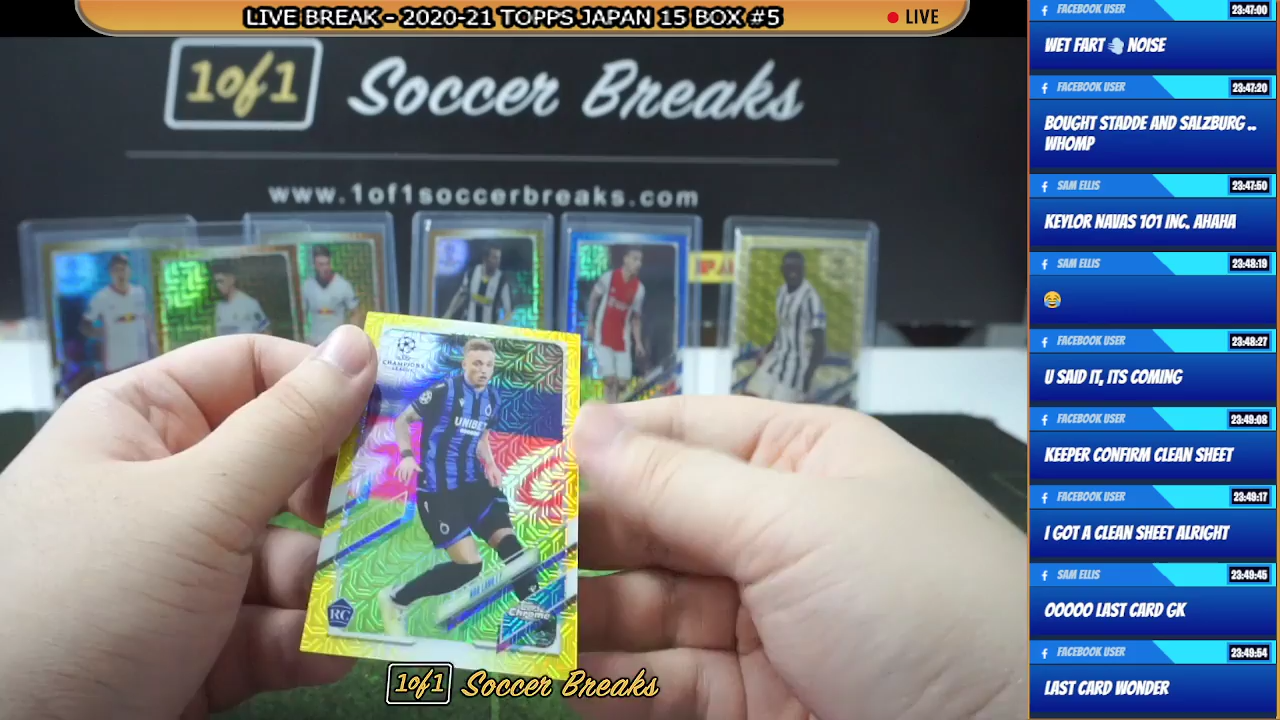 LIVE BREAK - 2020-21 TOPPS JAPAN 15 BOX #5
LIVE
1of1 Soccer Breaks
www.1of1soccerbreaks.com
CHAMPIONS
LEAGUE
UNIBET
RC
Topps
Chrome
1of1 Soccer Breaks
FACEBOOK USER 23:47:00
WET FART 💨 NOISE
FACEBOOK USER 23:47:20
BOUGHT STADDE AND SALZBURG ..
WHOMP
SAM ELLIS 23:47:50
KEYLOR NAVAS 101 INC. AHAHA
SAM ELLIS 23:48:19
😂
FACEBOOK USER 23:48:27
U SAID IT, ITS COMING
FACEBOOK USER 23:49:08
KEEPER CONFIRM CLEAN SHEET
FACEBOOK USER 23:49:17
I GOT A CLEAN SHEET ALRIGHT
SAM ELLIS 23:49:45
OOOOO LAST CARD GK
FACEBOOK USER 23:49:54
LAST CARD WONDER